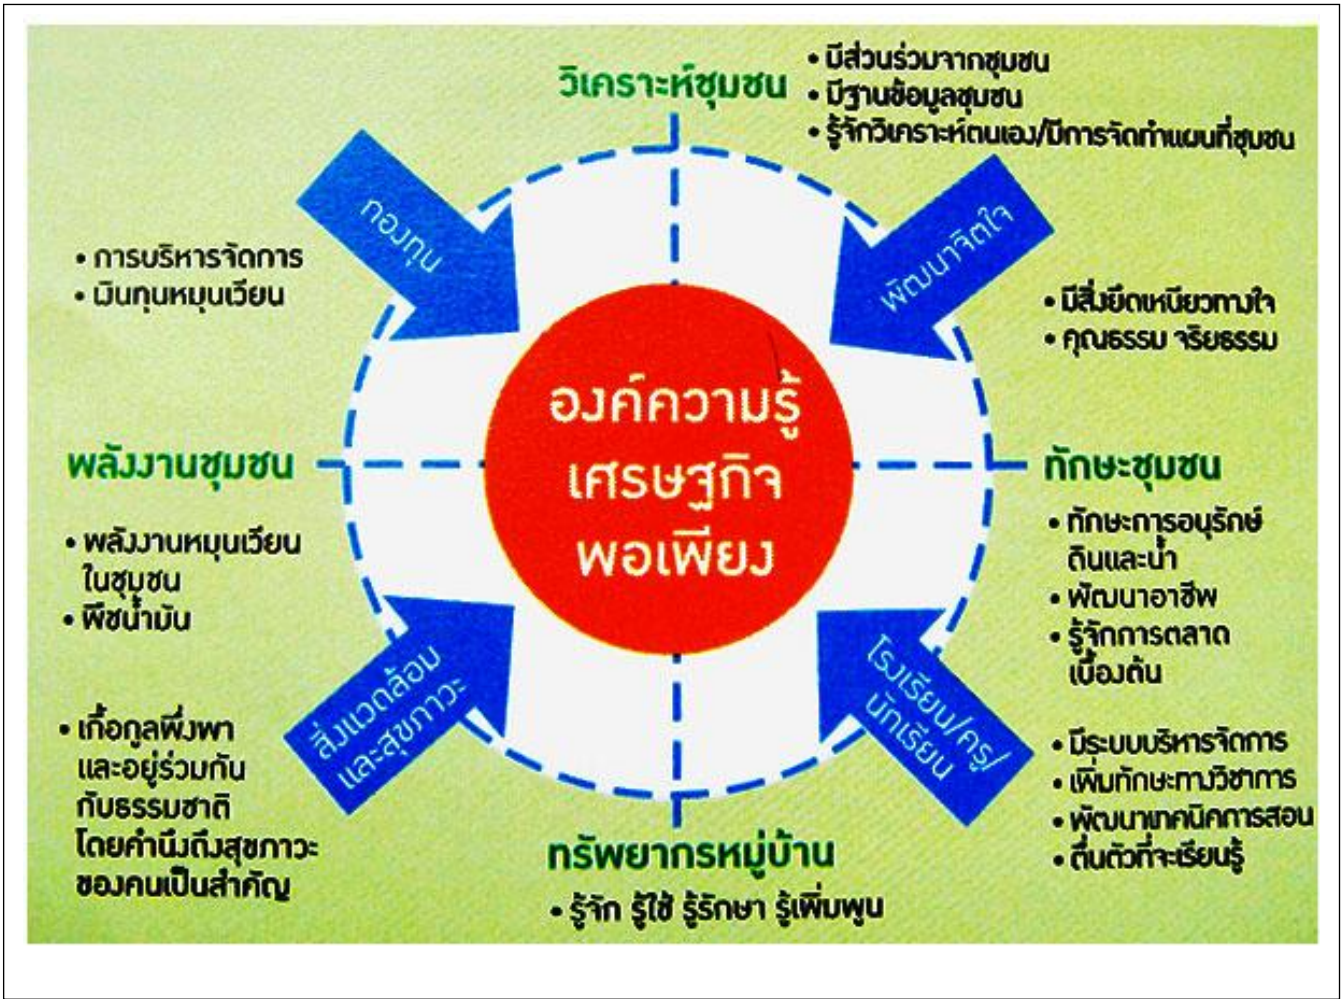 วิเคราะห์ชุมชน
• มีส่วนร่วมจากชุมชน
• มีฐานข้อมูลชุมชน
• รู้จักวิเคราะห์ตนเอง/มีการจัดทำแผนที่ชุมชน
กองทุน
• การบริหารจัดการ
• เงินทุนหมุนเวียน
พัฒนาจิตใจ
• มีสิ่งยึดเหนี่ยวทางใจ
• คุณธรรม จริยธรรม
องค์ความรู้
เศรษฐกิจ
พอเพียง
พลังงานชุมชน
• พลังงานหมุนเวียน
ในชุมชน
• พืชน้ำมัน
ทักษะชุมชน
• ทักษะการอนุรักษ์
ดินและน้ำ
• พัฒนาอาชีพ
• รู้จักการตลาด
เบื้องต้น
สิ่งแวดล้อม
และสุขภาวะ
• เกื้อกูลพึ่งพา
และอยู่ร่วมกัน
กับธรรมชาติ
โดยคำนึงถึงสุขภาวะ
ของคนเป็นสำคัญ
โรงเรียน/ครู/
นักเรียน
• มีระบบบริหารจัดการ
• เพิ่มทักษะทางวิชาการ
• พัฒนาเทคนิคการสอน
• ตื่นตัวที่จะเรียนรู้
ทรัพยากรหมู่บ้าน
• รู้จัก รู้ใช้ รู้รักษา รู้เพิ่มพูน